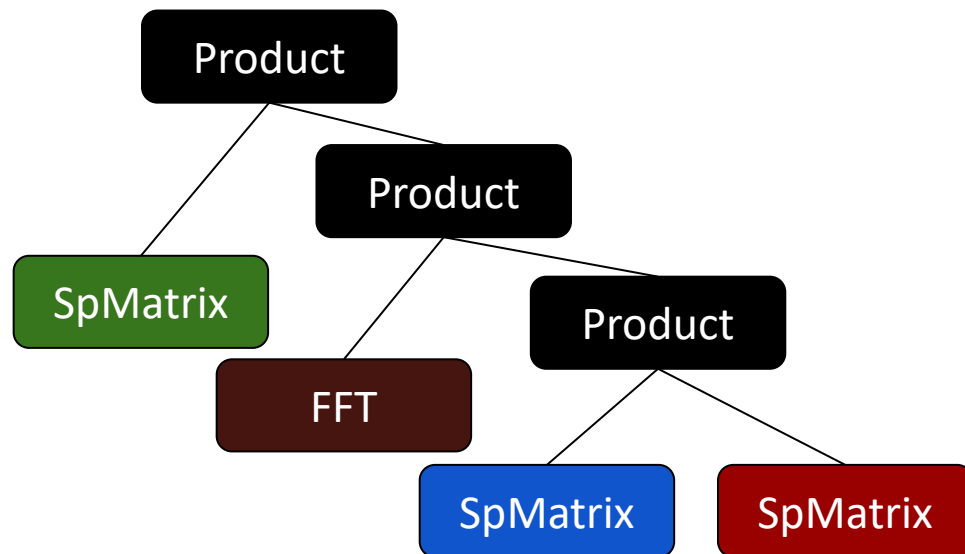 Product
Product
SpMatrix
Product
FFT
SpMatrix
SpMatrix